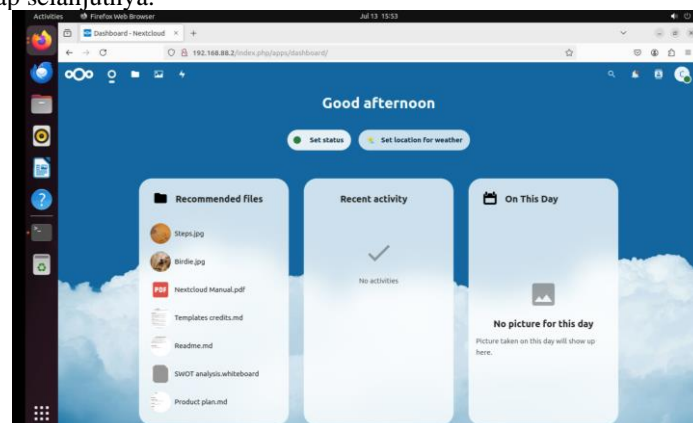 ap selanjutnya.
Activities
Firefox Web Browser
Jul 13 15:53
Dashboard - Nextcloud
192.168.88.2/index.php/apps/dashboard/
Good afternoon
Set status
Set location for weather
Recommended files
Steps.jpg
Birdie.jpg
PDF
Nextcloud Manual.pdf
Templates credits.md
Readme.md
SWOT analysis.whiteboard
Product plan.md
Recent activity
No activities
On This Day
No picture for this day
Picture taken on this day will show up
here.